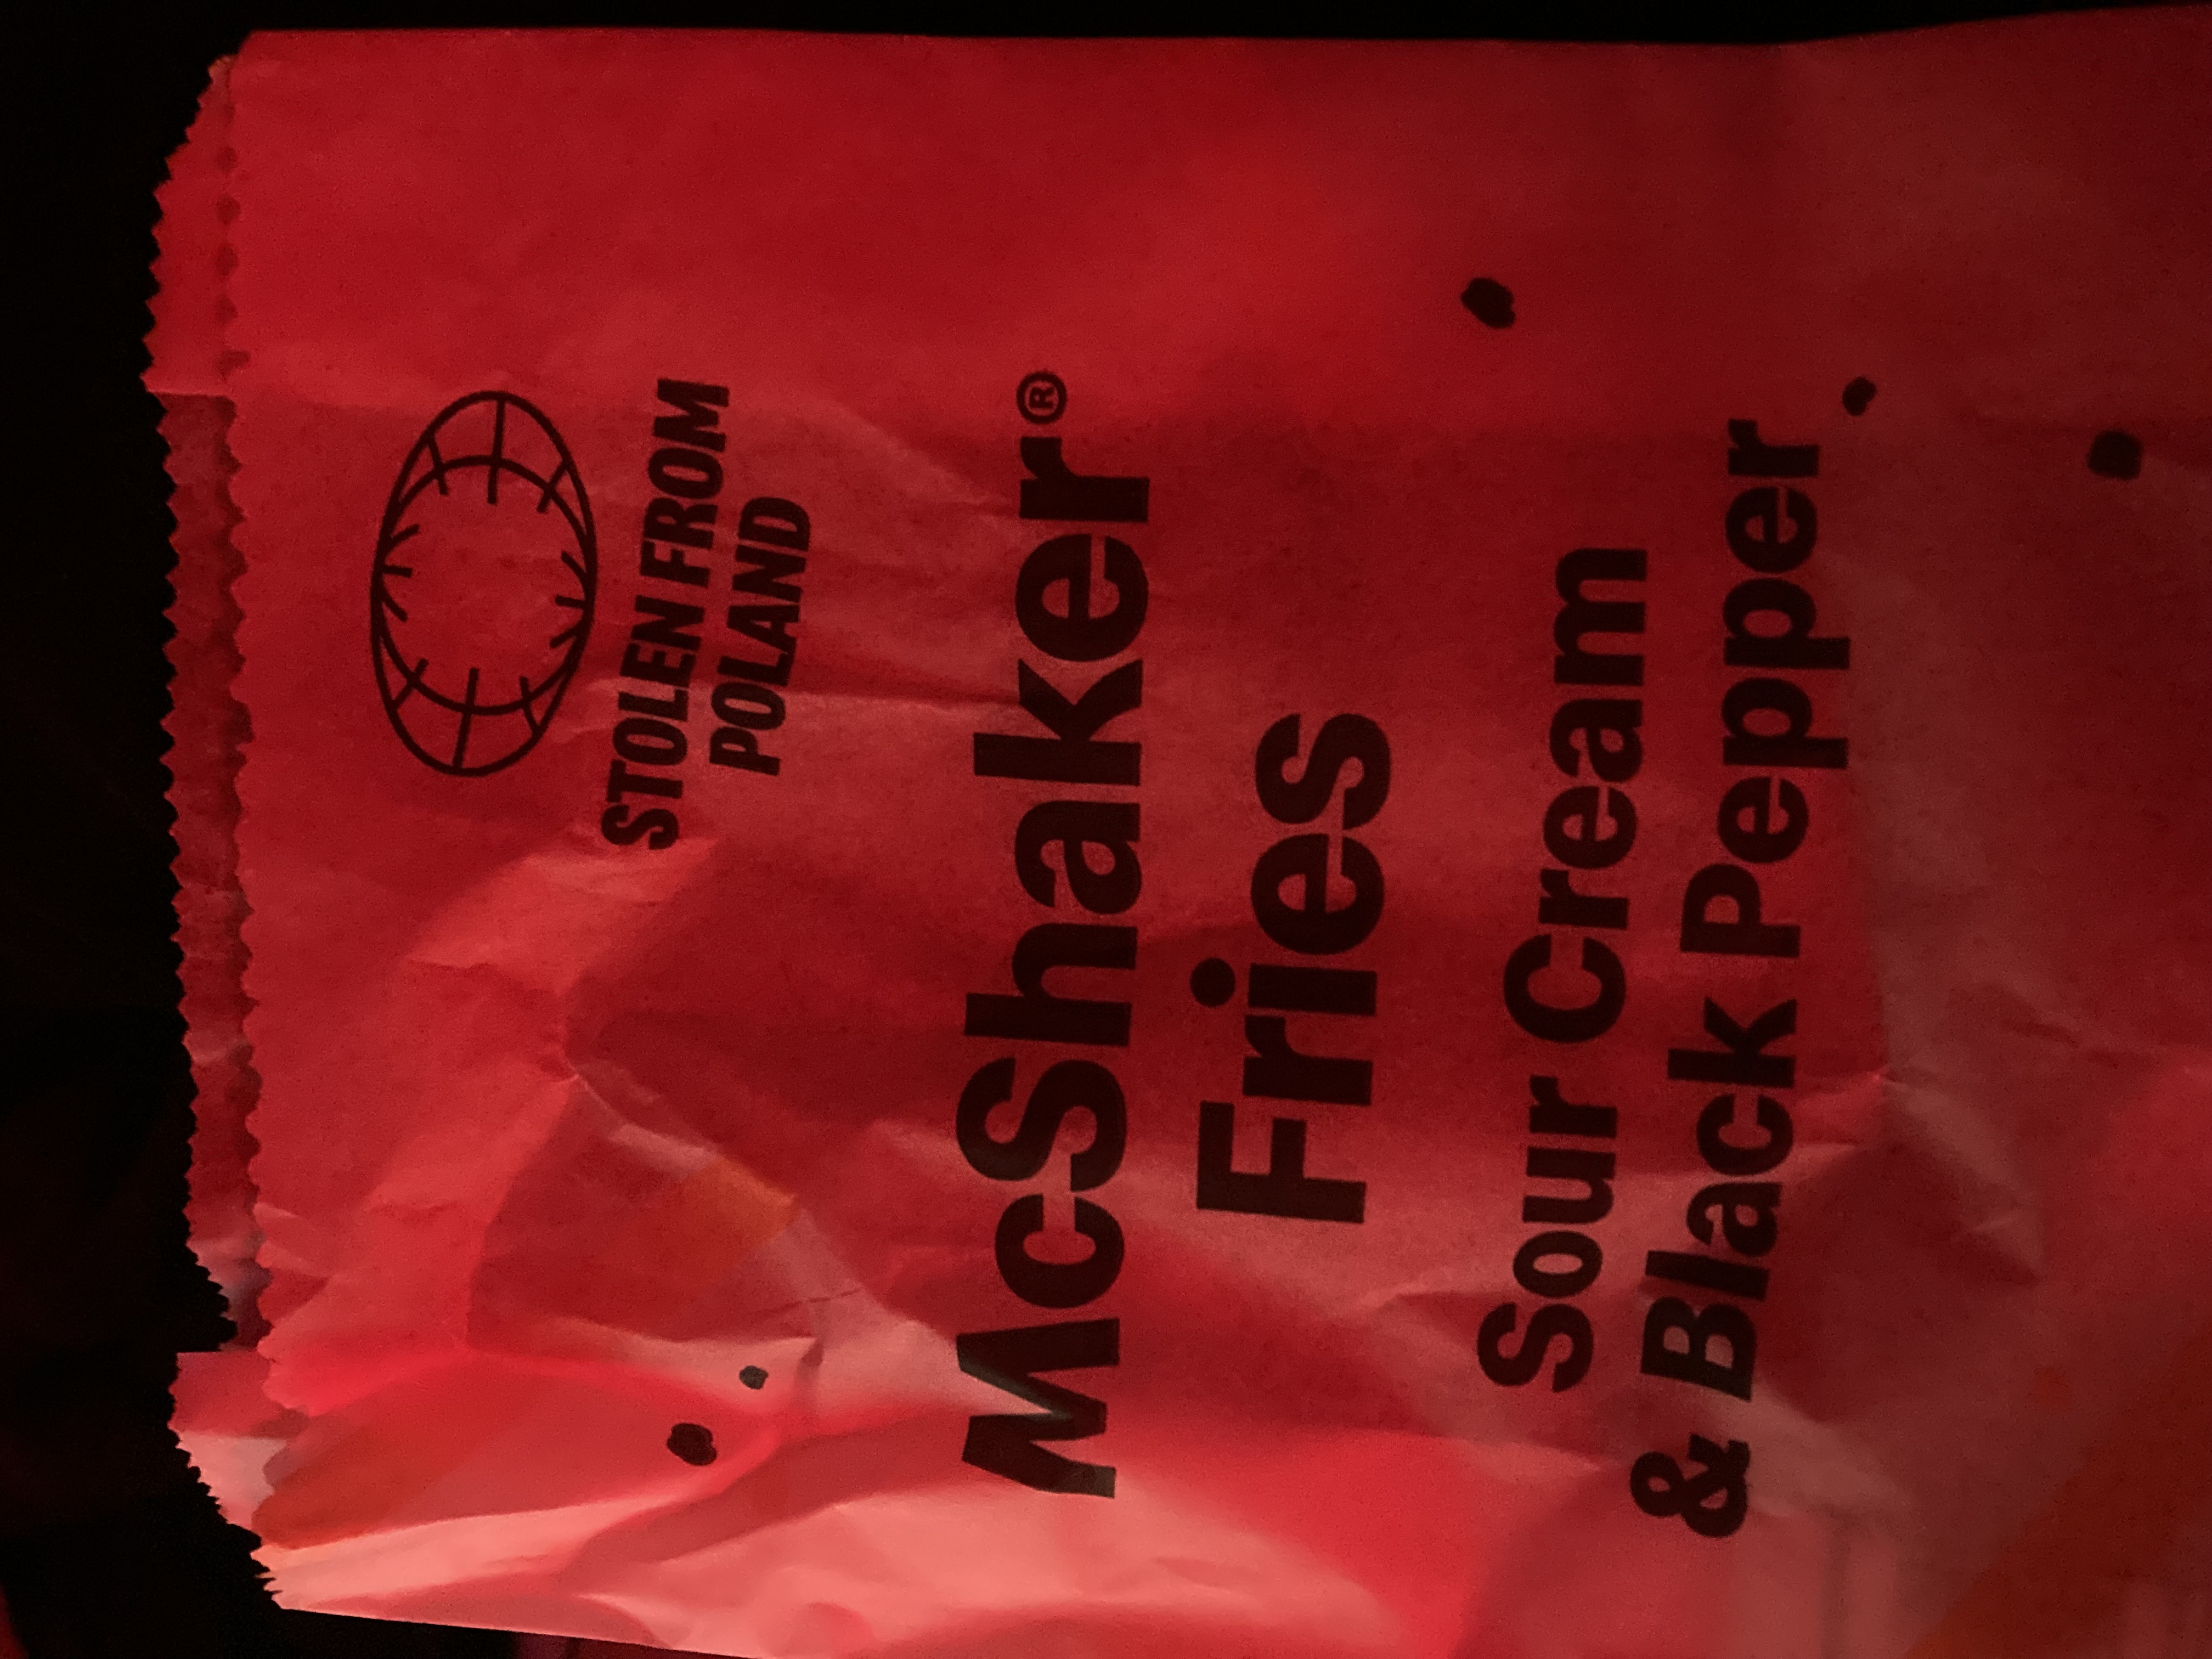 STOLEN FROM
POLAND
McShaker®
Fries
Sour Cream
& Black Pepper